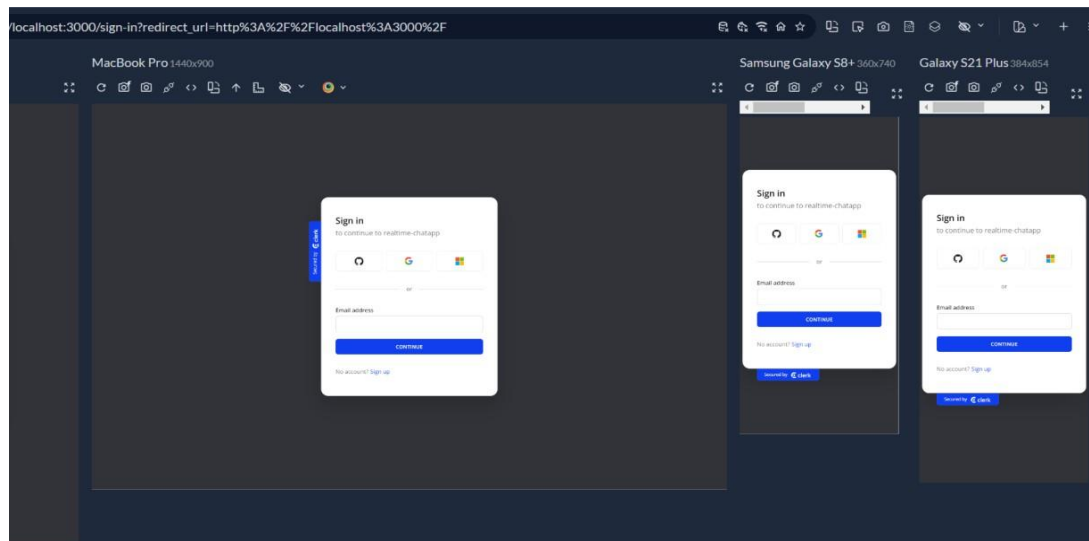 /localhost:3000/sign-in?redirect_url=http%3A%2F%2Flocalhost%3A3000%2F
MacBook Pro 1440x900
Sign in
to continue to realtime-chatapp
or
Email address
CONTINUE
No account? Sign up
Secured by clerk
Samsung Galaxy S8+ 360x740
Sign in
to continue to realtime-chatapp
or
Email address
CONTINUE
No account? Sign up
Secured by clerk
Galaxy S21 Plus 384x854
Sign in
to continue to realtime-chatapp
or
Email address
CONTINUE
No account? Sign up
Secured by clerk